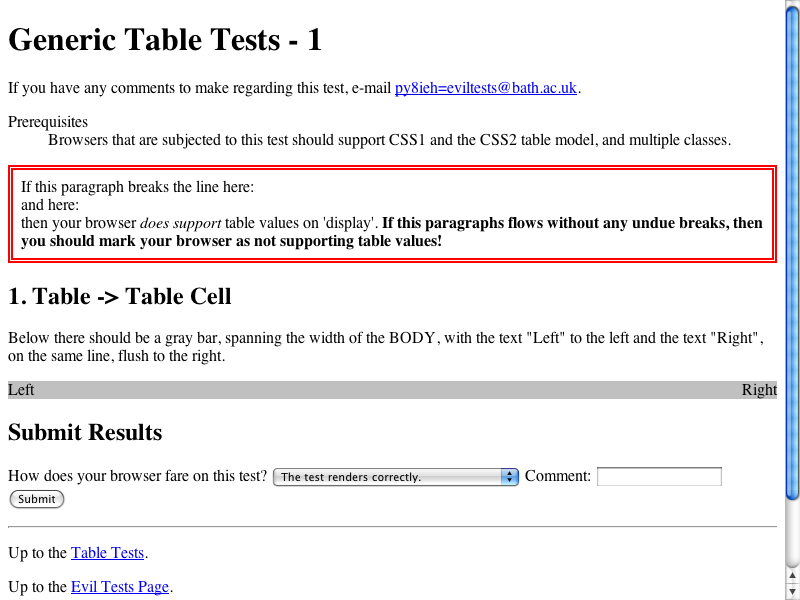 Generic Table Tests - 1
If you have any comments to make regarding this test, e-mail py8ieh=eviltests@bath.ac.uk.
Prerequisites
Browsers that are subjected to this test should support CSS1 and the CSS2 table model, and multiple classes.
If this paragraph breaks the line here:
and here:
then your browser does support table values on 'display'. If this paragraphs flows without any undue breaks, then
you should mark your browser as not supporting table values!
1. Table -> Table Cell
Below there should be a gray bar, spanning the width of the BODY, with the text "Left" to the left and the text "Right",
on the same line, flush to the right.
Left Right
Submit Results
How does your browser fare on this test? The test renders correctly. Comment:
Submit
Up to the Table Tests.
Up to the Evil Tests Page.